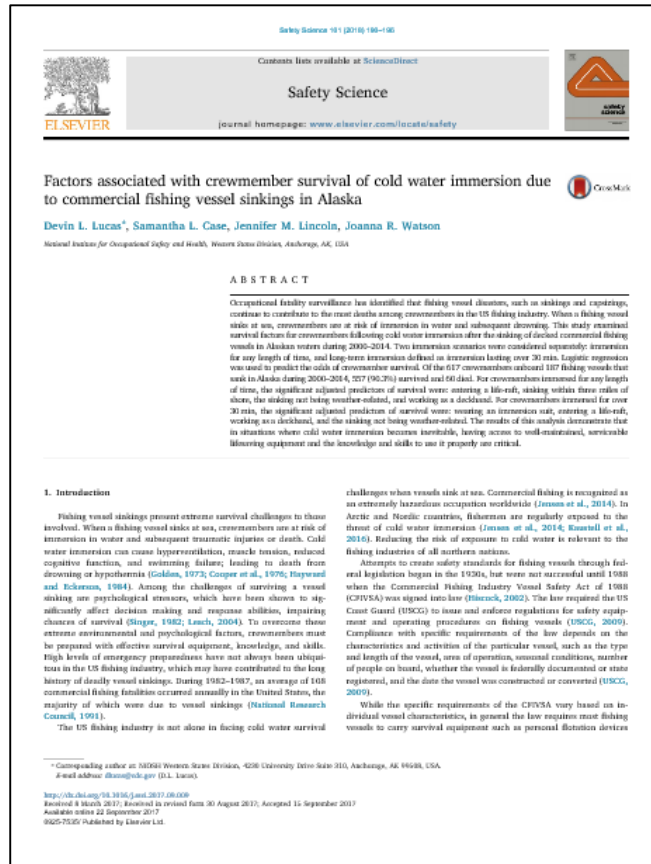 Safety Science 101 (2018) 190–196
Contents lists available at ScienceDirect
Safety Science
journal homepage: www.elsevier.com/locate/safety
ELSEVIER
safety
science
Factors associated with crewmember survival of cold water immersion due
to commercial fishing vessel sinkings in Alaska
CrossMark
Devin L. Lucas*, Samantha L. Case, Jennifer M. Lincoln, Joanna R. Watson
National Institute for Occupational Safety and Health, Western States Division, Anchorage, AK, USA
ABSTRACT
Occupational fatality surveillance has identified that fishing vessel disasters, such as sinkings and capsizings,
continue to contribute to the most deaths among crewmembers in the US fishing industry. When a fishing vessel
sinks at sea, crewmembers are at risk of immersion in water and subsequent drowning. This study examined
survival factors for crewmembers following cold water immersion after the sinking of decked commercial fishing
vessels in Alaskan waters during 2000–2014. Two immersion scenarios were considered separately: immersion
for any length of time, and long-term immersion defined as immersion lasting over 30 min. Logistic regression
was used to predict the odds of crewmember survival. Of the 617 crewmembers onboard 187 fishing vessels that
sank in Alaska during 2000–2014, 557 (90.3%) survived and 60 died. For crewmembers immersed for any length
of time, the significant adjusted predictors of survival were: entering a life-raft, sinking within three miles of
shore, the sinking not being weather-related, and working as a deckhand. For crewmembers immersed for over
30 min, the significant adjusted predictors of survival were: wearing an immersion suit, entering a life-raft,
working as a deckhand, and the sinking not being weather-related. The results of this analysis demonstrate that
in situations where cold water immersion becomes inevitable, having access to well-maintained, serviceable
lifesaving equipment and the knowledge and skills to use it properly are critical.
1. Introduction
Fishing vessel sinkings present extreme survival challenges to those
involved. When a fishing vessel sinks at sea, crewmembers are at risk of
immersion in water and subsequent traumatic injuries or death. Cold
water immersion can cause hyperventilation, muscle tension, reduced
cognitive function, and swimming failure; leading to death from
drowning or hypothermia (Golden, 1973; Cooper et al., 1976; Hayward
and Eckerson, 1984). Among the challenges of surviving a vessel
sinking are psychological stressors, which have been shown to sig-
nificantly affect decision making and response abilities, impairing
chances of survival (Singer, 1982; Leach, 2004). To overcome these
extreme environmental and psychological factors, crewmembers must
be prepared with effective survival equipment, knowledge, and skills.
High levels of emergency preparedness have not always been ubiqui-
tous in the US fishing industry, which may have contributed to the long
history of deadly vessel sinkings. During 1982–1987, an average of 108
commercial fishing fatalities occurred annually in the United States, the
majority of which were due to vessel sinkings (National Research
Council, 1991).
The US fishing industry is not alone in facing cold water survival
challenges when vessels sink at sea. Commercial fishing is recognized as
an extremely hazardous occupation worldwide (Jensen et al., 2014). In
Arctic and Nordic countries, fishermen are regularly exposed to the
threat of cold water immersion (Jensen et al., 2014; Kaustell et al.,
2016). Reducing the risk of exposure to cold water is relevant to the
fishing industries of all northern nations.
Attempts to create safety standards for fishing vessels through fed-
eral legislation began in the 1930s, but were not successful until 1988
when the Commercial Fishing Industry Vessel Safety Act of 1988
(CFIVSA) was signed into law (Hiscock, 2002). The law required the US
Coast Guard (USCG) to issue and enforce regulations for safety equip-
ment and operating procedures on fishing vessels (USCG, 2009).
Compliance with specific requirements of the law depends on the
characteristics and activities of the particular vessel, such as the type
and length of the vessel, area of operation, seasonal conditions, number
of people on board, whether the vessel is federally documented or state
registered, and the date the vessel was constructed or converted (USCG,
2009).
While the specific requirements of the CFIVSA vary based on in-
dividual vessel characteristics, in general the law requires most fishing
vessels to carry survival equipment such as personal flotation devices
* Corresponding author at: NIOSH Western States Division, 4230 University Drive Suite 310, Anchorage, AK 99508, USA.
E-mail address: (D.L. Lucas).
Received 8 March 2017; Received in revised form 30 August 2017; Accepted 15 September 2017
Available online 22 September 2017
0925-7535/ Published by Elsevier Ltd.